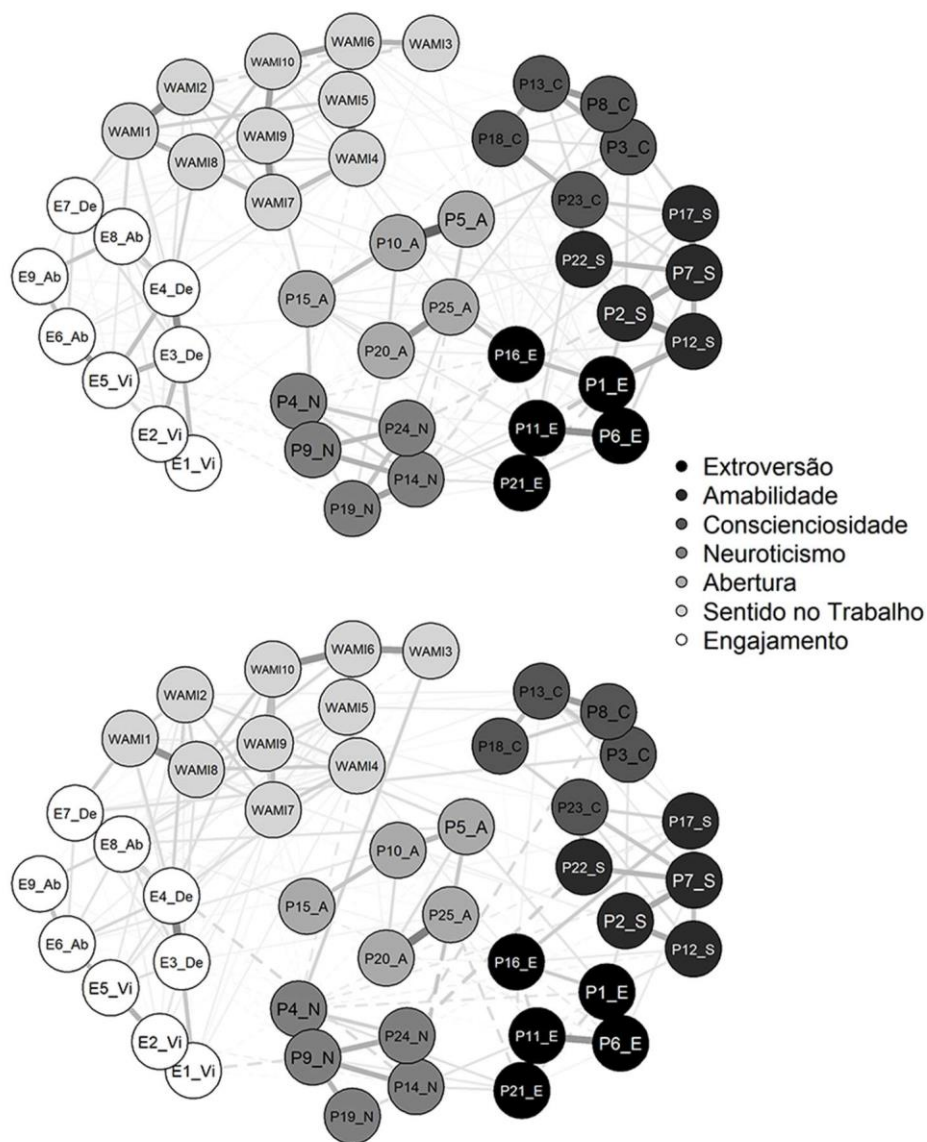 WAMI6
WAMI3
WAMI10
WAMI2
WAMI5
WAMI1
WAMI9
WAMI8
WAMI4
WAMI7
P13_C
P8_C
P18_C
P3_C
P23_C
P17_S
P22_S
P7_S
P2_S
P12_S
E7_De
E8_Ab
E9_Ab
E4_De
E6_Ab
E3_De
E5_Vi
E2_Vi
E1_Vi
P5_A
P10_A
P15_A
P25_A
P20_A
P16_E
P1_E
P11_E
P6_E
P21_E
P4_N
P24_N
P9_N
P14_N
P19_N
Extroversão
Amabilidade
Conscienciosidade
Neuroticismo
Abertura
Sentido no Trabalho
Engajamento
WAMI6
WAMI3
WAMI10
WAMI2
WAMI5
WAMI1
WAMI9
WAMI8
WAMI4
WAMI7
P13_C
P8_C
P18_C
P3_C
P23_C
P17_S
P22_S
P7_S
P2_S
P12_S
E7_De
E8_Ab
E9_Ab
E4_De
E6_Ab
E3_De
E5_Vi
E2_Vi
E1_Vi
P5_A
P10_A
P15_A
P25_A
P20_A
P16_E
P1_E
P11_E
P6_E
P21_E
P4_N
P24_N
P9_N
P14_N
P19_N